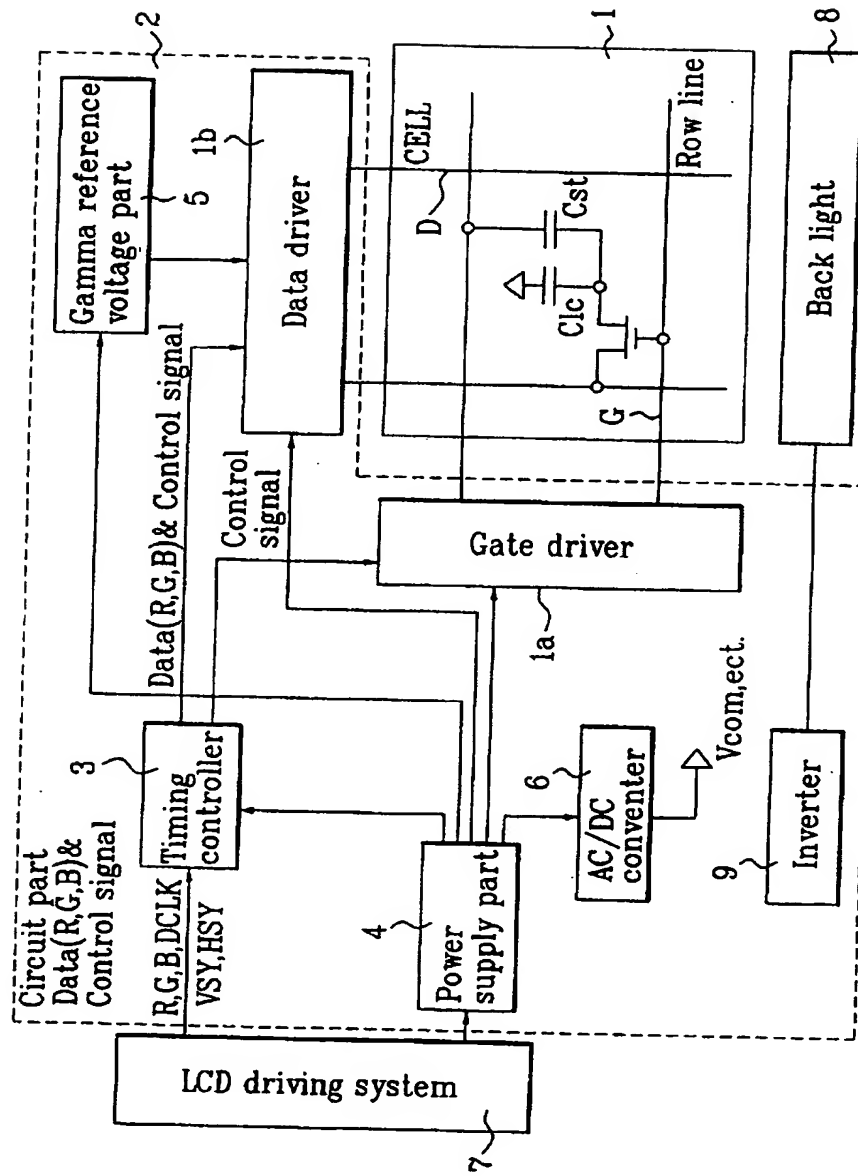 Circuit part
Data(R,G,B)&
Control signal
R,G,B,DCLK
VSY,HSY
3
Timing
controller
Data(R,G,B)& Control signal
Control
signal
Gamma reference
voltage part
5
2
1b
Data driver
LCD driving system
7
4
Power
supply part
6
AC/DC
conventer
Vcom,ect.
Gate driver
1a
CELL
D
Cst
Clc
G
Row line
1
9
Inverter
Back light
8